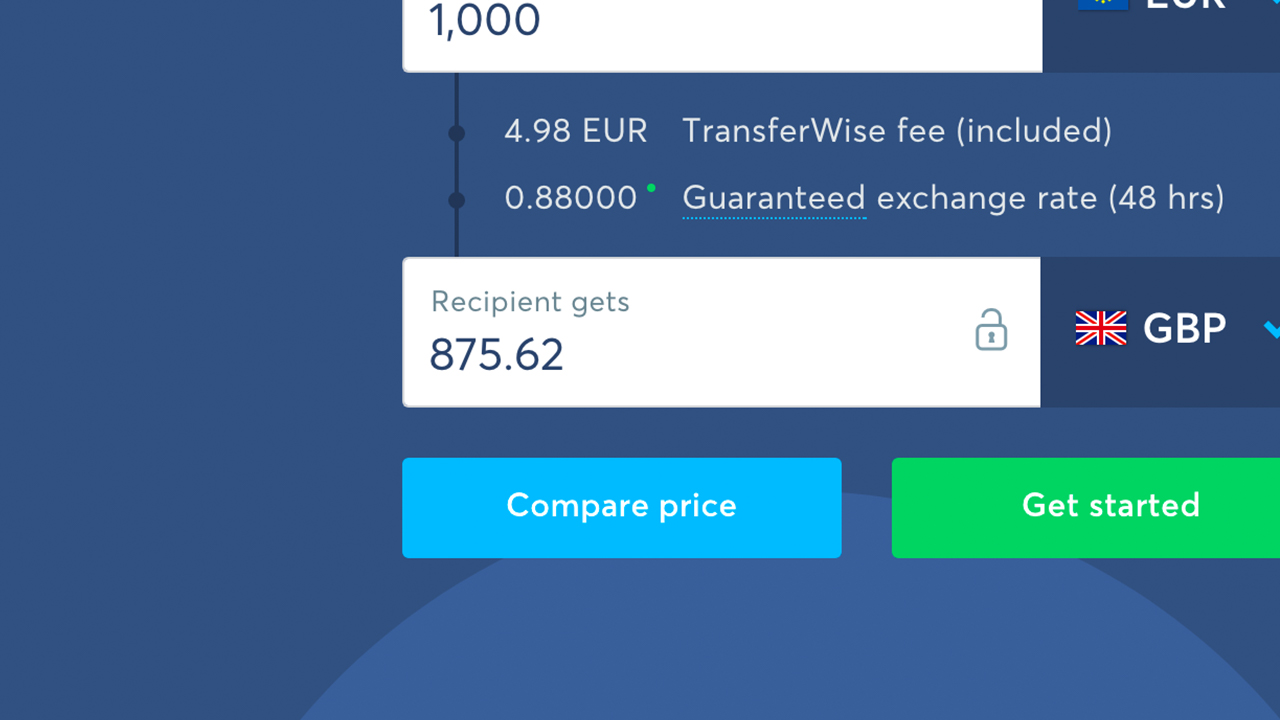 1,000 EUR
4.98 EUR TransferWise fee (included)
0.88000 Guaranteed exchange rate (48 hrs)
Recipient gets
875.62 GBP
Compare price Get started